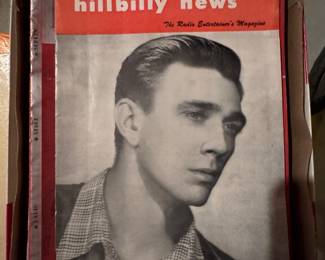 hillbilly news
The Radio Entertainer's Magazine